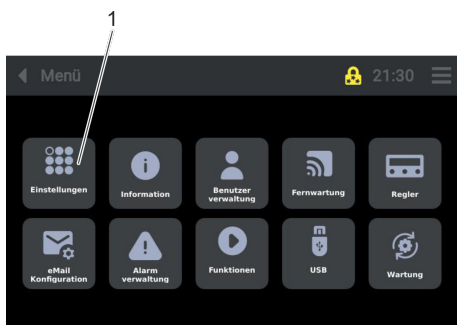 1
Menü
21:30
Einstellungen
Information
Benutzer
verwaltung
Fernwartung
Regler
eMail
Konfiguration
Alarm
verwaltung
Funktionen
USB
Wartung